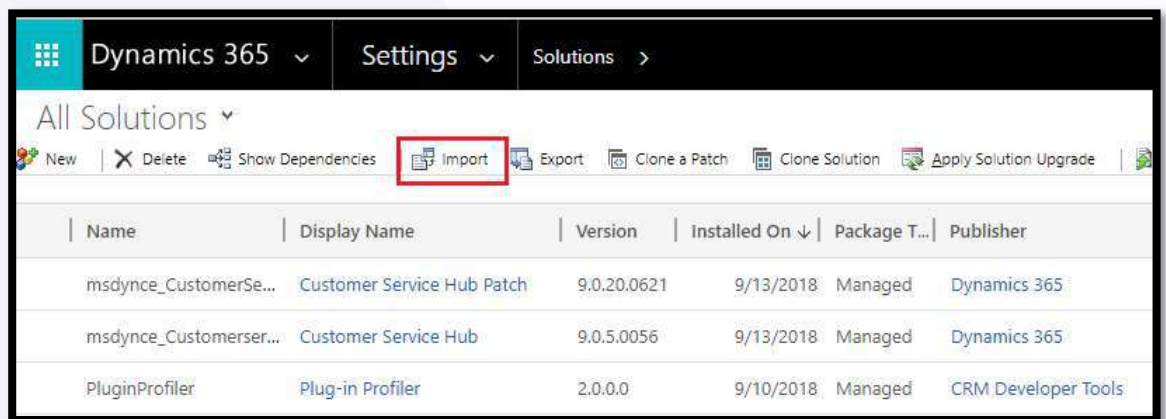 Dynamics 365 Settings Solutions >
All Solutions
New Delete Show Dependencies Import Export Clone a Patch Clone Solution Apply Solution Upgrade
Name Display Name Version Installed On ↓ Package T... Publisher
msdynce_CustomerSe... Customer Service Hub Patch 9.0.20.0621 9/13/2018 Managed Dynamics 365
msdynce_Customerser... Customer Service Hub 9.0.5.0056 9/13/2018 Managed Dynamics 365
PluginProfiler Plug-in Profiler 2.0.0.0 9/10/2018 Managed CRM Developer Tools